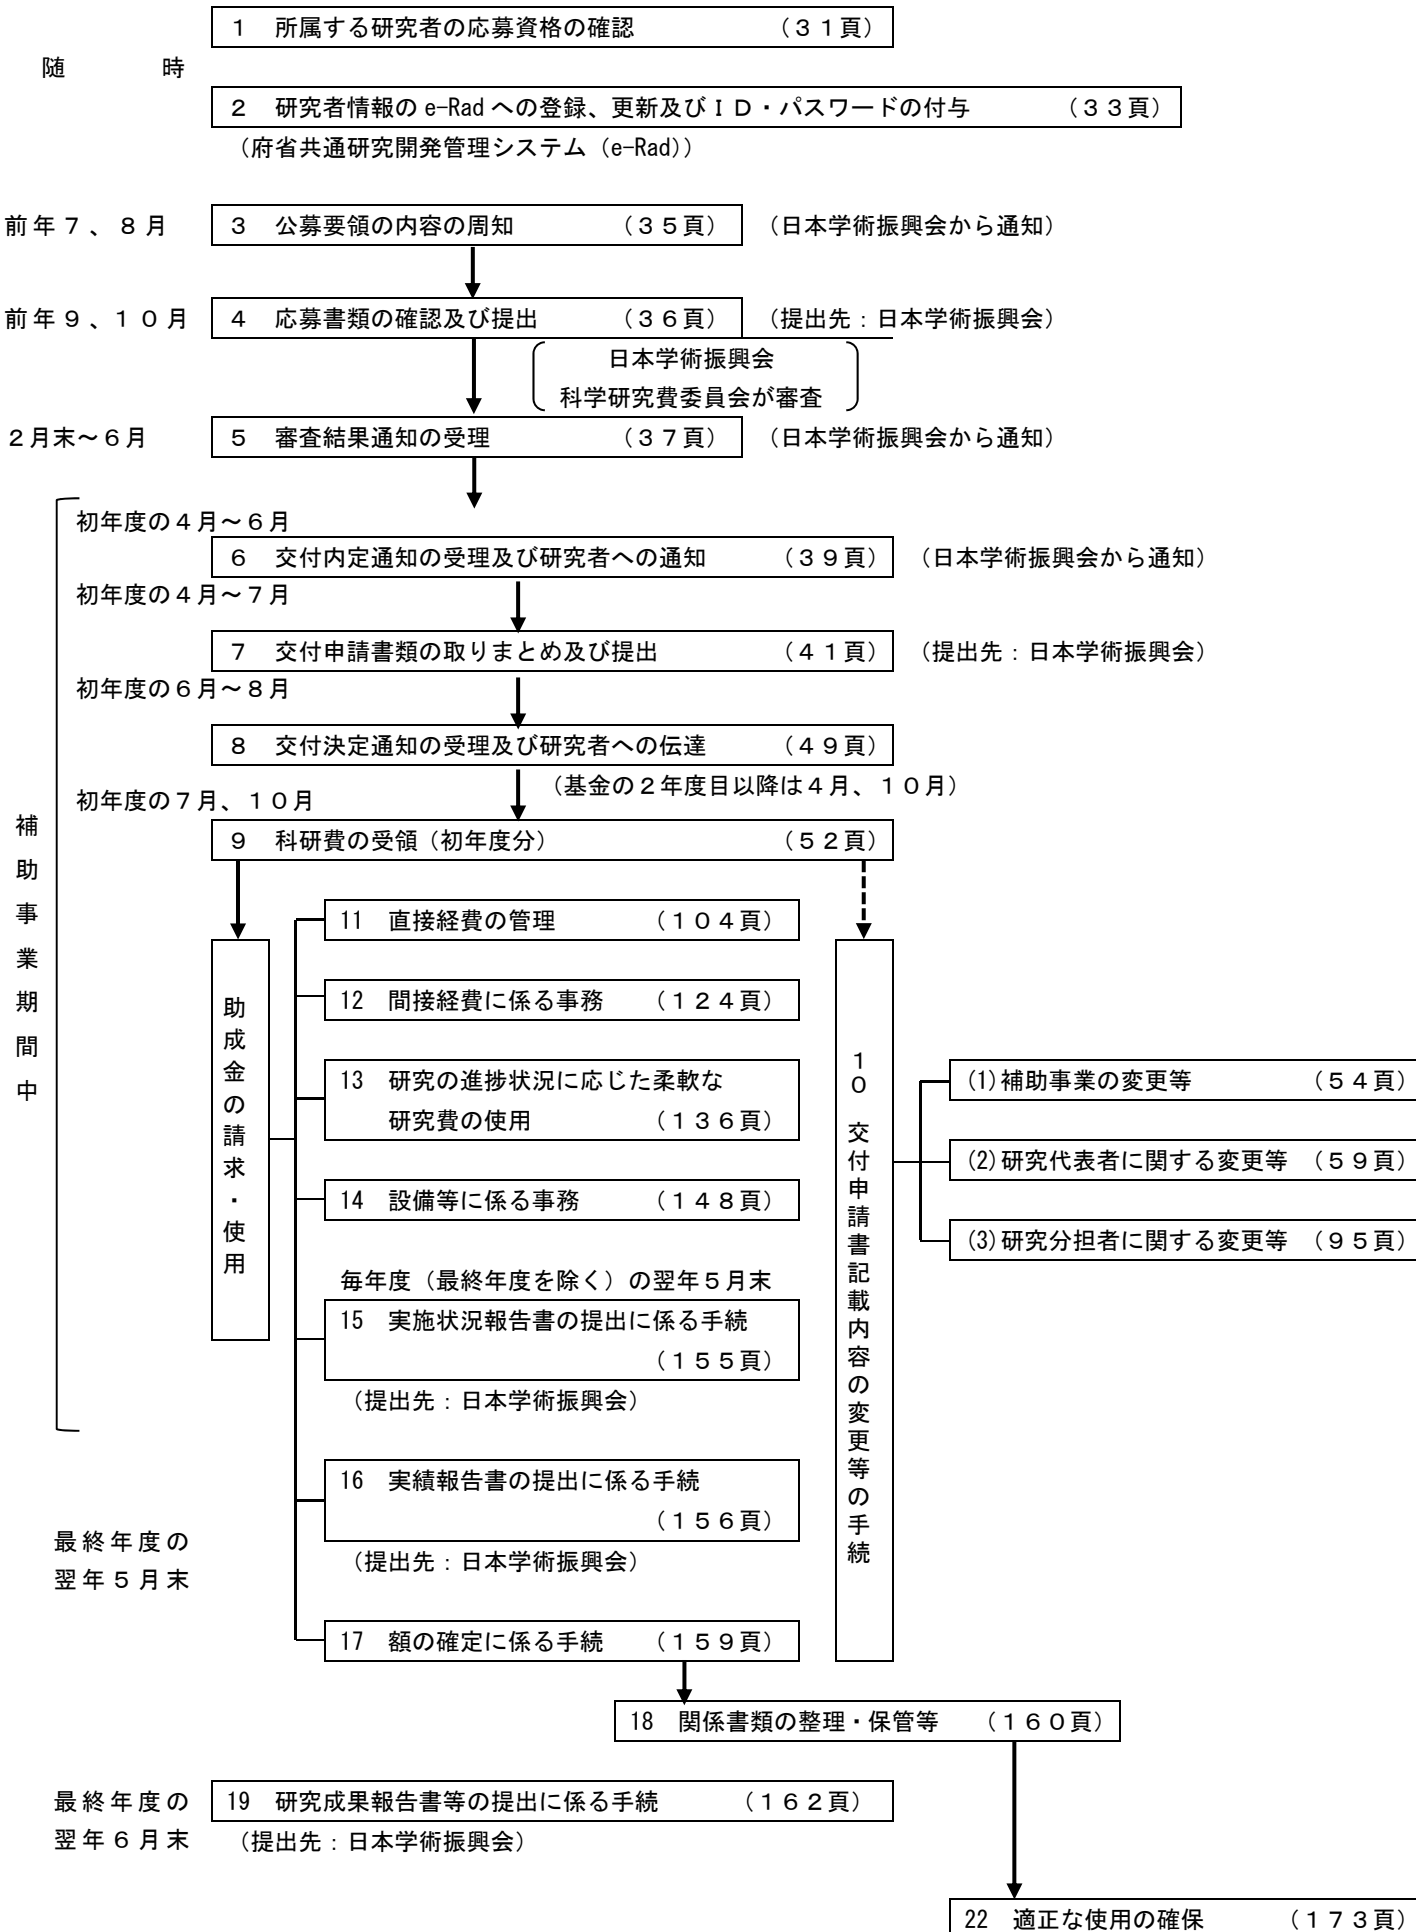 １　所属する研究者の応募資格の確認　（３１頁）
随　時
２　研究者情報の e-Rad への登録、更新及びＩＤ・パスワードの付与　（３３頁）
（府省共通研究開発管理システム（e-Rad））
前年７、８月　３　公募要領の内容の周知　（３５頁）　（日本学術振興会から通知）
前年９、１０月　４　応募書類の確認及び提出　（３６頁）　（提出先：日本学術振興会）
日本学術振興会
科学研究費委員会が審査
２月末～６月　５　審査結果通知の受理　（３７頁）　（日本学術振興会から通知）
初年度の４月～６月
６　交付内定通知の受理及び研究者への通知　（３９頁）　（日本学術振興会から通知）
初年度の４月～７月
７　交付申請書類の取りまとめ及び提出　（４１頁）　（提出先：日本学術振興会）
初年度の６月～８月
８　交付決定通知の受理及び研究者への伝達　（４９頁）
（基金の２年度目以降は４月、１０月）
初年度の７月、１０月
９　科研費の受領（初年度分）　（５２頁）
補助事業期間中
助成金の請求・使用
11　直接経費の管理　（１０４頁）
12　間接経費に係る事務　（１２４頁）
13　研究の進捗状況に応じた柔軟な
研究費の使用　（１３６頁）
14　設備等に係る事務　（１４８頁）
毎年度（最終年度を除く）の翌年５月末
15　実施状況報告書の提出に係る手続
（１５５頁）
（提出先：日本学術振興会）
16　実績報告書の提出に係る手続
（１５６頁）
（提出先：日本学術振興会）
最終年度の
翌年５月末
17　額の確定に係る手続　（１５９頁）
１０　交付申請書記載内容の変更等の手続
(1)補助事業の変更等　（５４頁）
(2)研究代表者に関する変更等　（５９頁）
(3)研究分担者に関する変更等　（９５頁）
18　関係書類の整理・保管等　（１６０頁）
最終年度の
翌年６月末
19　研究成果報告書等の提出に係る手続　（１６２頁）
（提出先：日本学術振興会）
22　適正な使用の確保　（１７３頁）